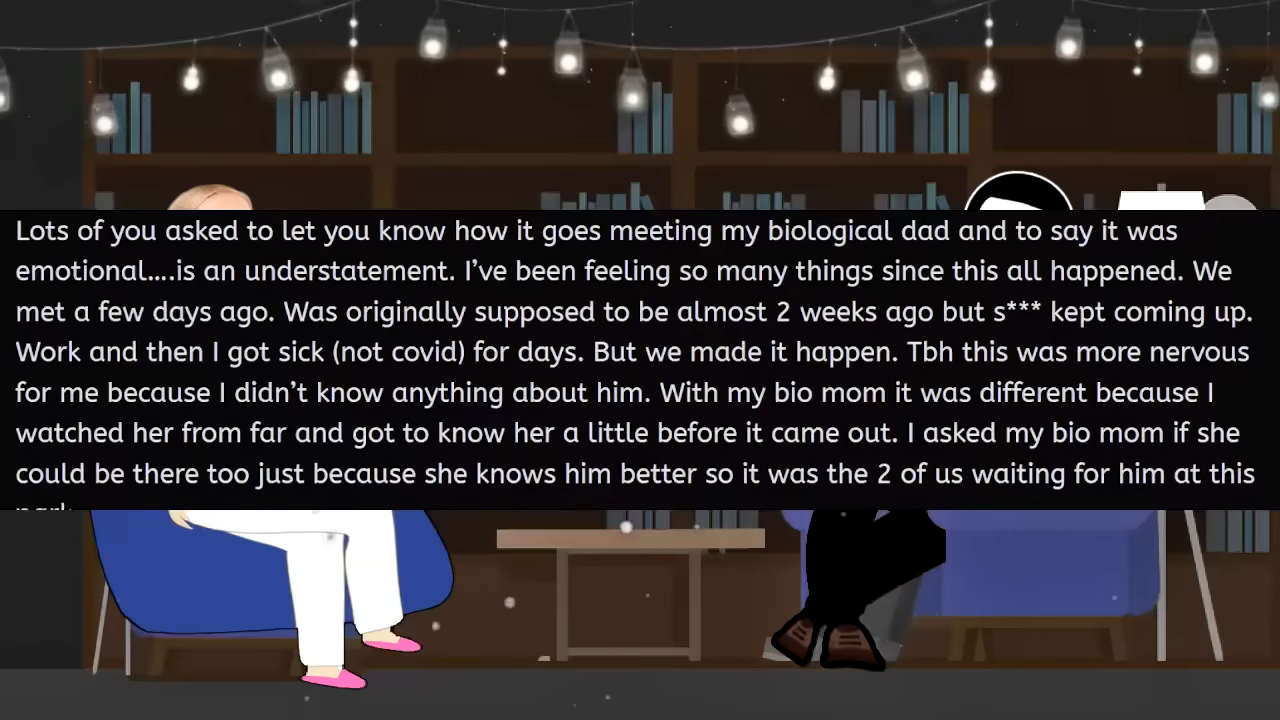 Lots of you asked to let you know how it goes meeting my biological dad and to say it was
emotional….is an understatement. I’ve been feeling so many things since this all happened. We
met a few days ago. Was originally supposed to be almost 2 weeks ago but s*** kept coming up.
Work and then I got sick (not covid) for days. But we made it happen. Tbh this was more nervous
for me because I didn’t know anything about him. With my bio mom it was different because I
watched her from far and got to know her a little before it came out. I asked my bio mom if she
could be there too just because she knows him better so it was the 2 of us waiting for him at this